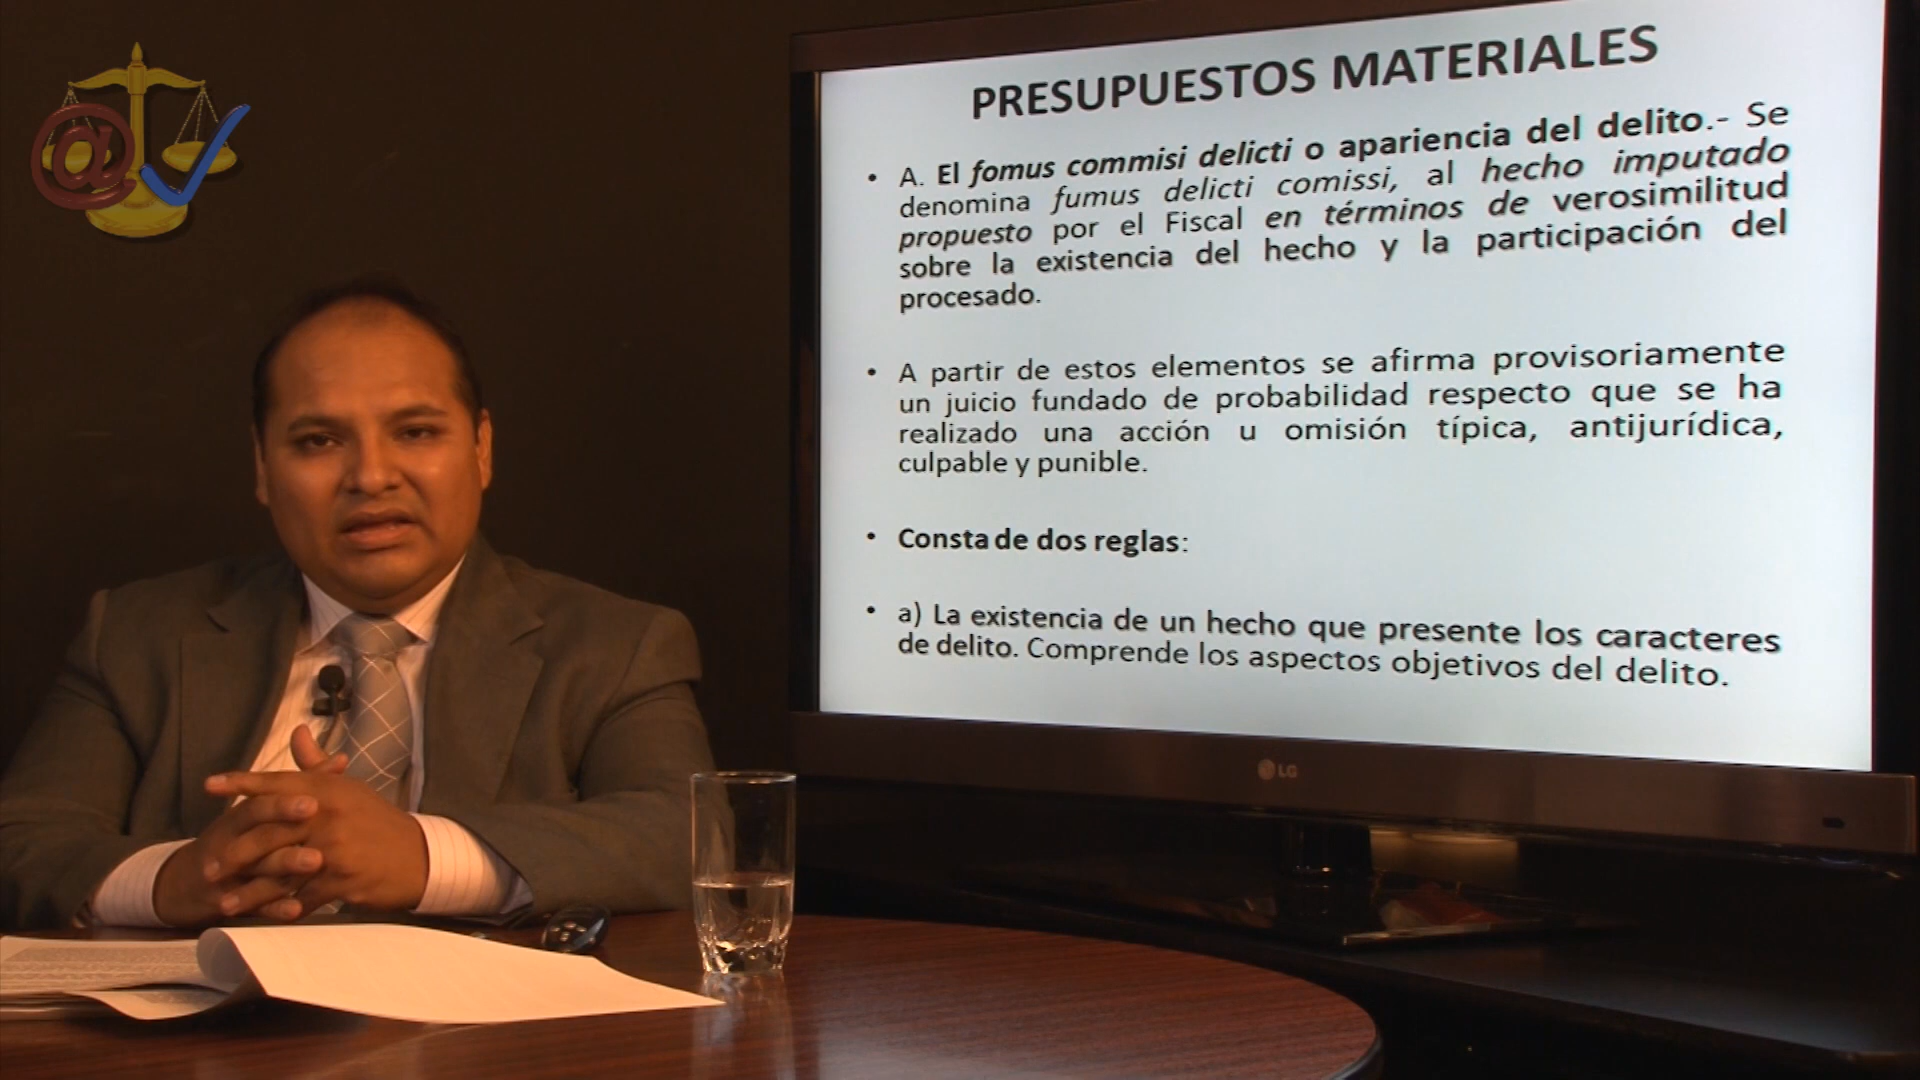 PRESUPUESTOS MATERIALES
• A. El fomus commisi delicti o apariencia del delito.- Se
denomina fumus delicti comissi, al hecho imputado
propuesto por el Fiscal en términos de verosimilitud
sobre la existencia del hecho y la participación del
procesado.
• A partir de estos elementos se afirma provisoriamente
un juicio fundado de probabilidad respecto que se ha
realizado una acción u omisión típica, antijurídica,
culpable y punible.
• Consta de dos reglas:
• a) La existencia de un hecho que presente los caracteres
de delito. Comprende los aspectos objetivos del delito.
LG
@